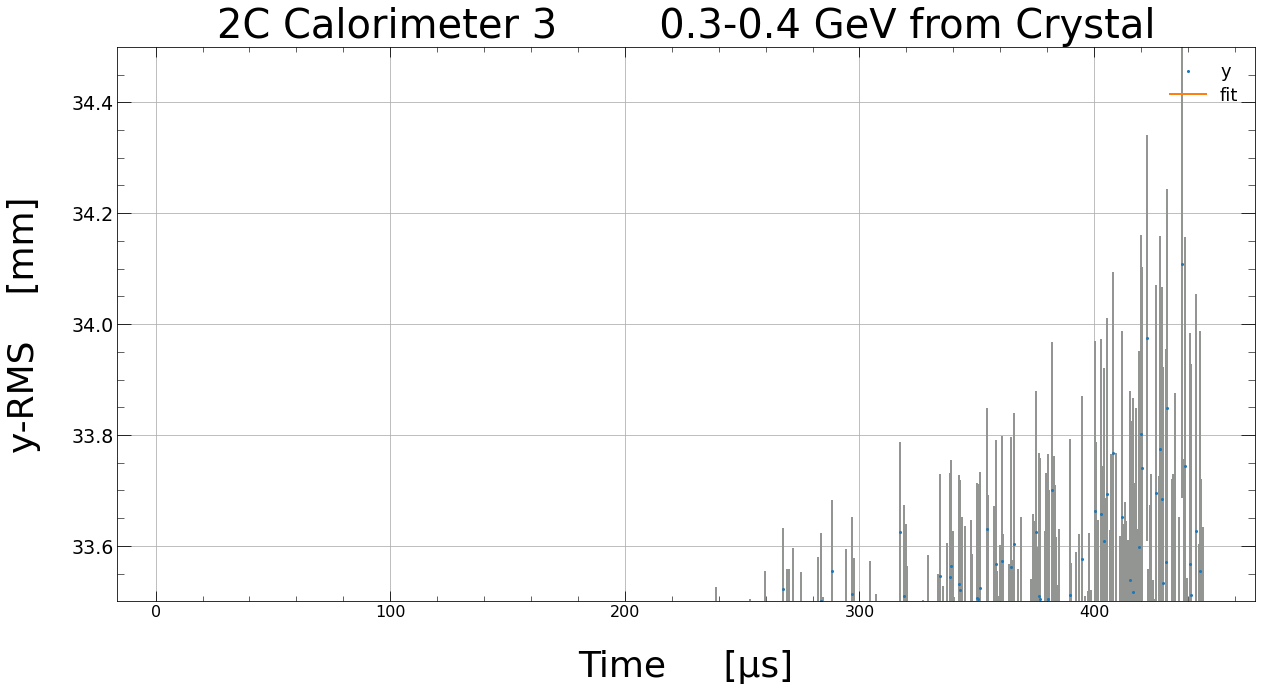 2C Calorimeter 3 0.3-0.4 GeV from Crystal
y
fit
34.4
34.2
34.0
33.8
33.6
y-RMS [mm]
0 100 200 300 400
Time [μs]